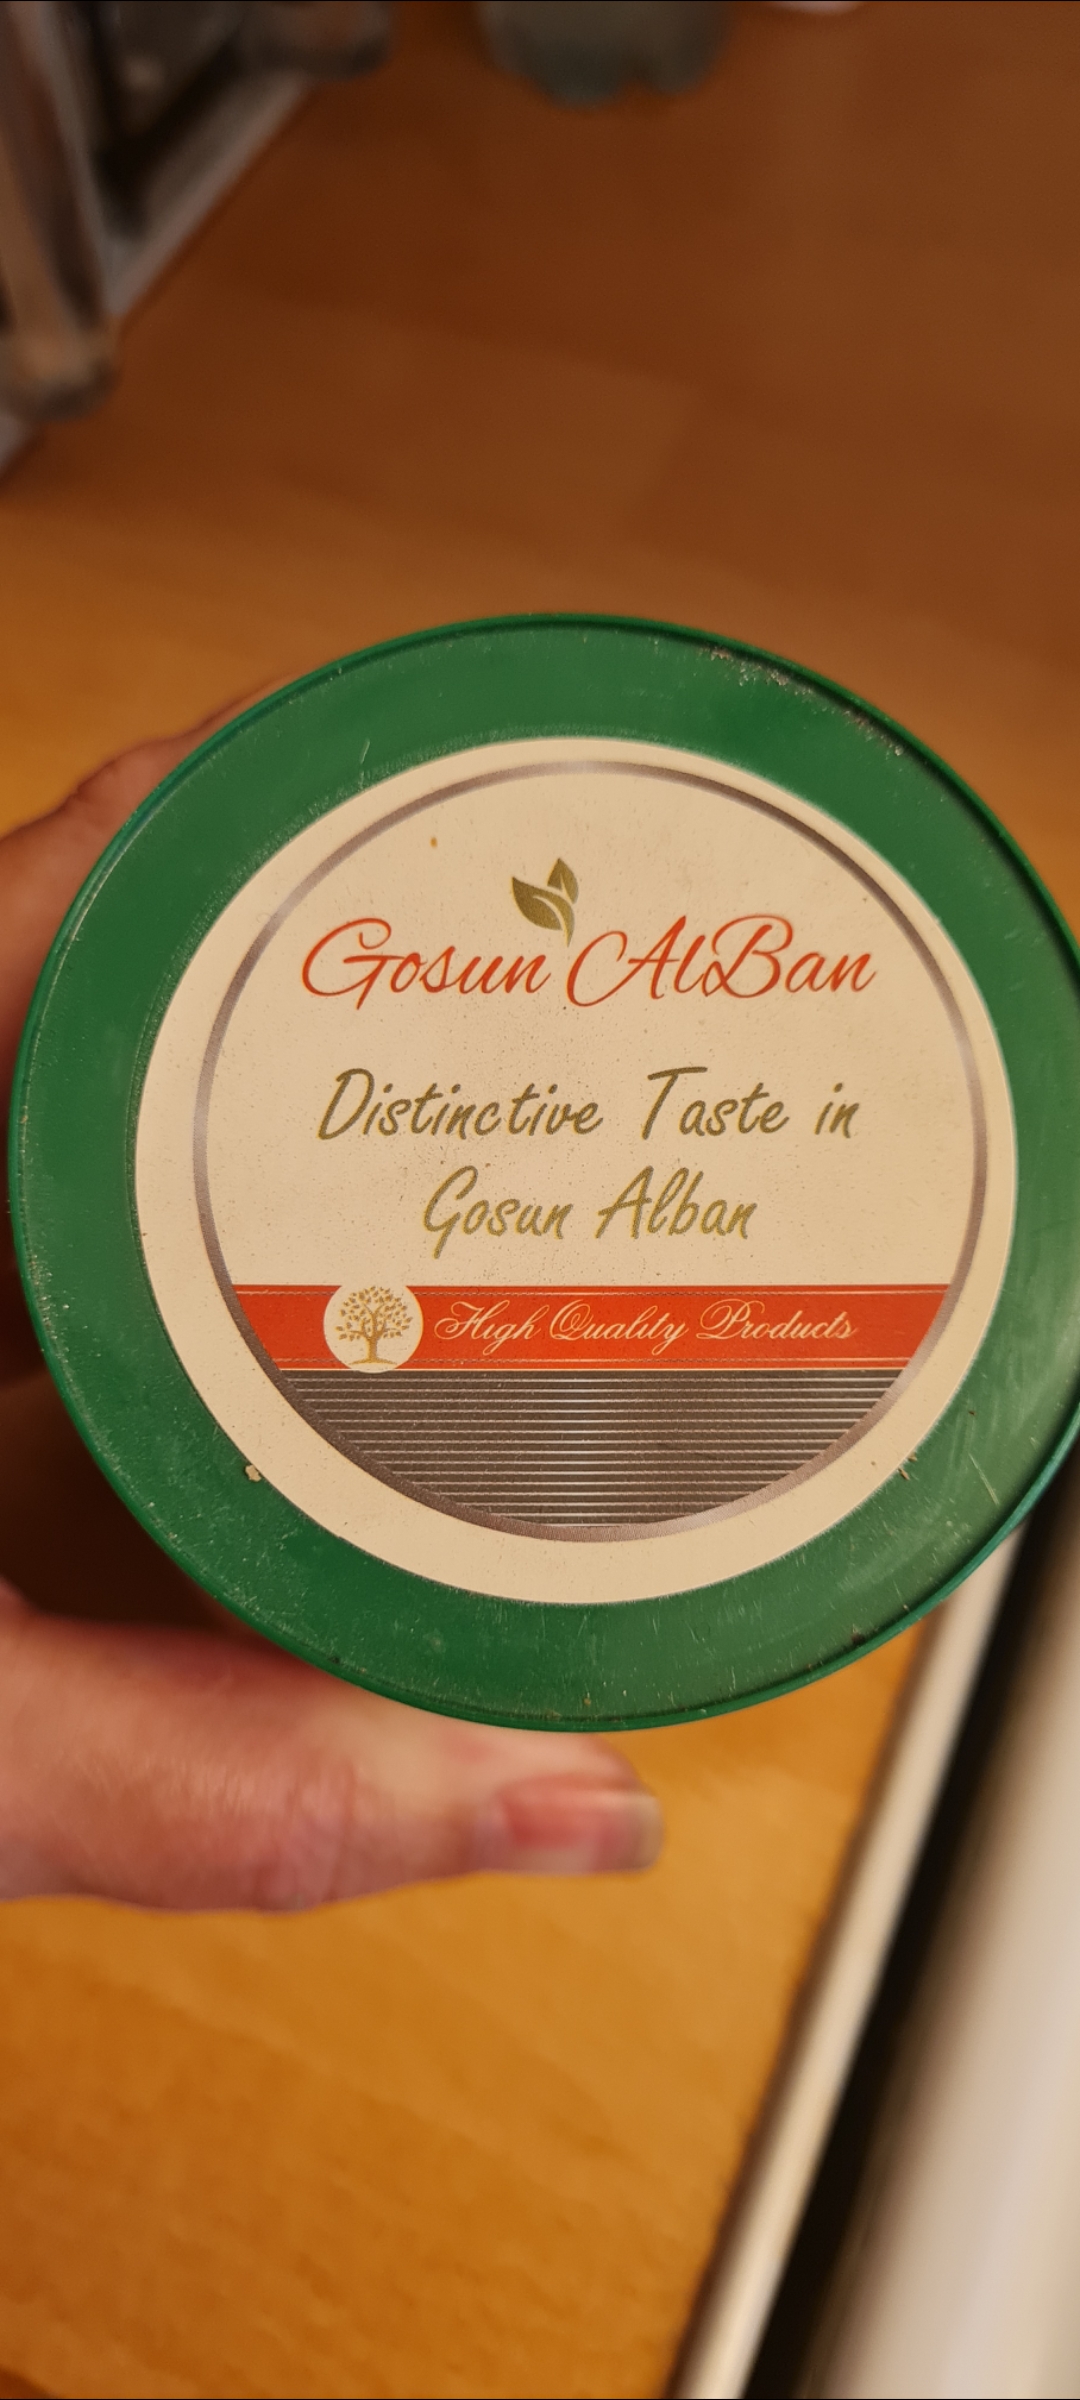 Gosun AlBan
Distinctive Taste in
Gosun Alban
High Quality Products